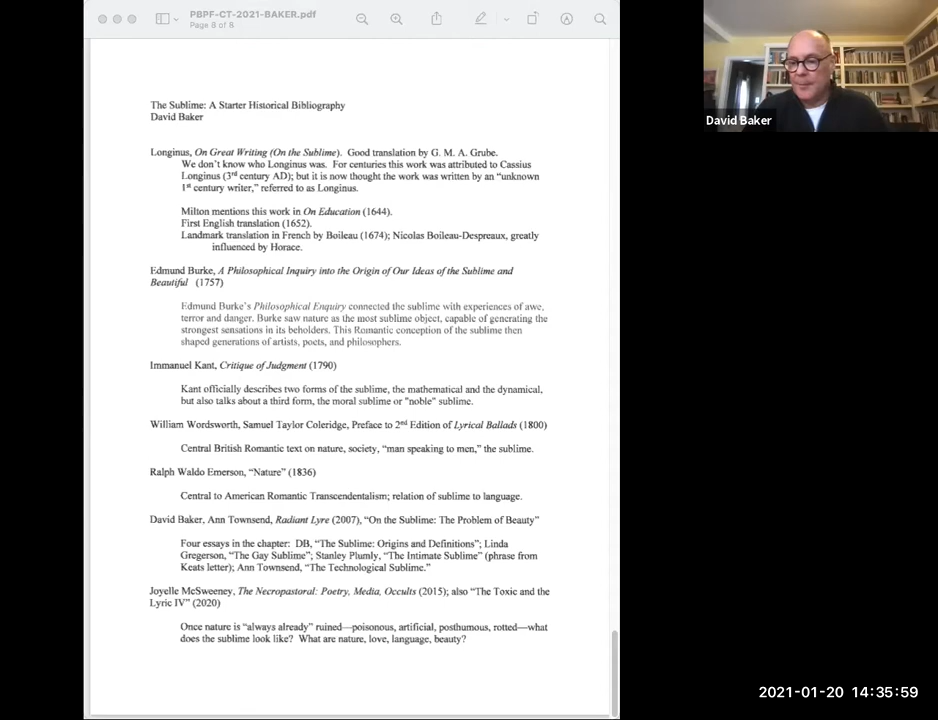 PBPF-CT-2021-BAKER.pdf
Page 8 of 8
The Sublime: A Starter Historical Bibliography
David Baker
Longinus, On Great Writing (On the Sublime). Good translation by G. M. A. Grube.
We don't know who Longinus was. For centuries this work was attributed to Cassius
Longinus (3rd century AD); but it is now thought the work was written by an "unknown
1st century writer," referred to as Longinus.
Milton mentions this work in On Education (1644).
First English translation (1652).
Landmark translation in French by Boileau (1674); Nicolas Boileau-Despreaux, greatly
influenced by Horace.
Edmund Burke, A Philosophical Inquiry into the Origin of Our Ideas of the Sublime and
Beautiful (1757)
Edmund Burke's Philosophical Enquiry connected the sublime with experiences of awe,
terror and danger. Burke saw nature as the most sublime object, capable of generating the
strongest sensations in its beholders. This Romantic conception of the sublime then
shaped generations of artists, poets, and philosophers.
Immanuel Kant, Critique of Judgment (1790)
Kant officially describes two forms of the sublime, the mathematical and the dynamical,
but also talks about a third form, the moral sublime or "noble" sublime.
William Wordsworth, Samuel Taylor Coleridge, Preface to 2nd Edition of Lyrical Ballads (1800)
Central British Romantic text on nature, society, "man speaking to men," the sublime.
Ralph Waldo Emerson, "Nature" (1836)
Central to American Romantic Transcendentalism; relation of sublime to language.
David Baker, Ann Townsend, Radiant Lyre (2007), "On the Sublime: The Problem of Beauty"
Four essays in the chapter: DB, "The Sublime: Origins and Definitions"; Linda
Gregerson, "The Gay Sublime"; Stanley Plumly, "The Intimate Sublime" (phrase from
Keats letter); Ann Townsend, "The Technological Sublime."
Joyelle McSweeney, The Necropastoral: Poetry, Media, Occults (2015); also "The Toxic and the
Lyric IV" (2020)
Once nature is "always already" ruined—poisonous, artificial, posthumous, rotted—what
does the sublime look like? What are nature, love, language, beauty?
David Baker
2021-01-20 14:35:59